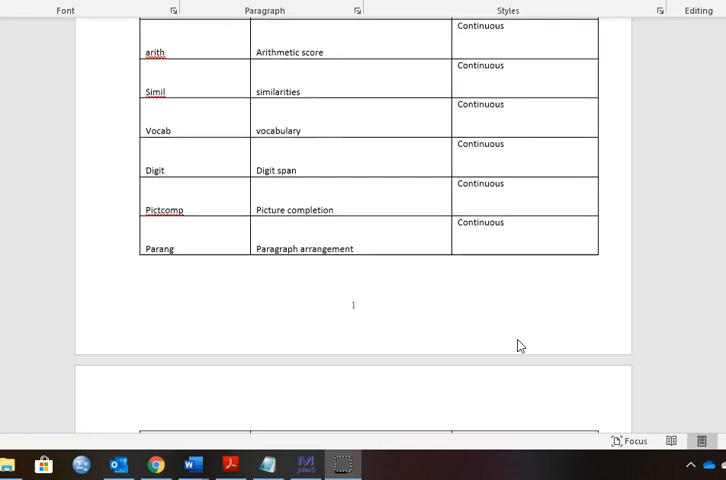 Font Paragraph Styles Editing
Continuous
arith Arithmetic score
Continuous
Simil similarities
Continuous
Vocab vocabulary
Continuous
Digit Digit span
Continuous
Pictcomp Picture completion
Continuous
Parang Paragraph arrangement
1
Focus
M
plus